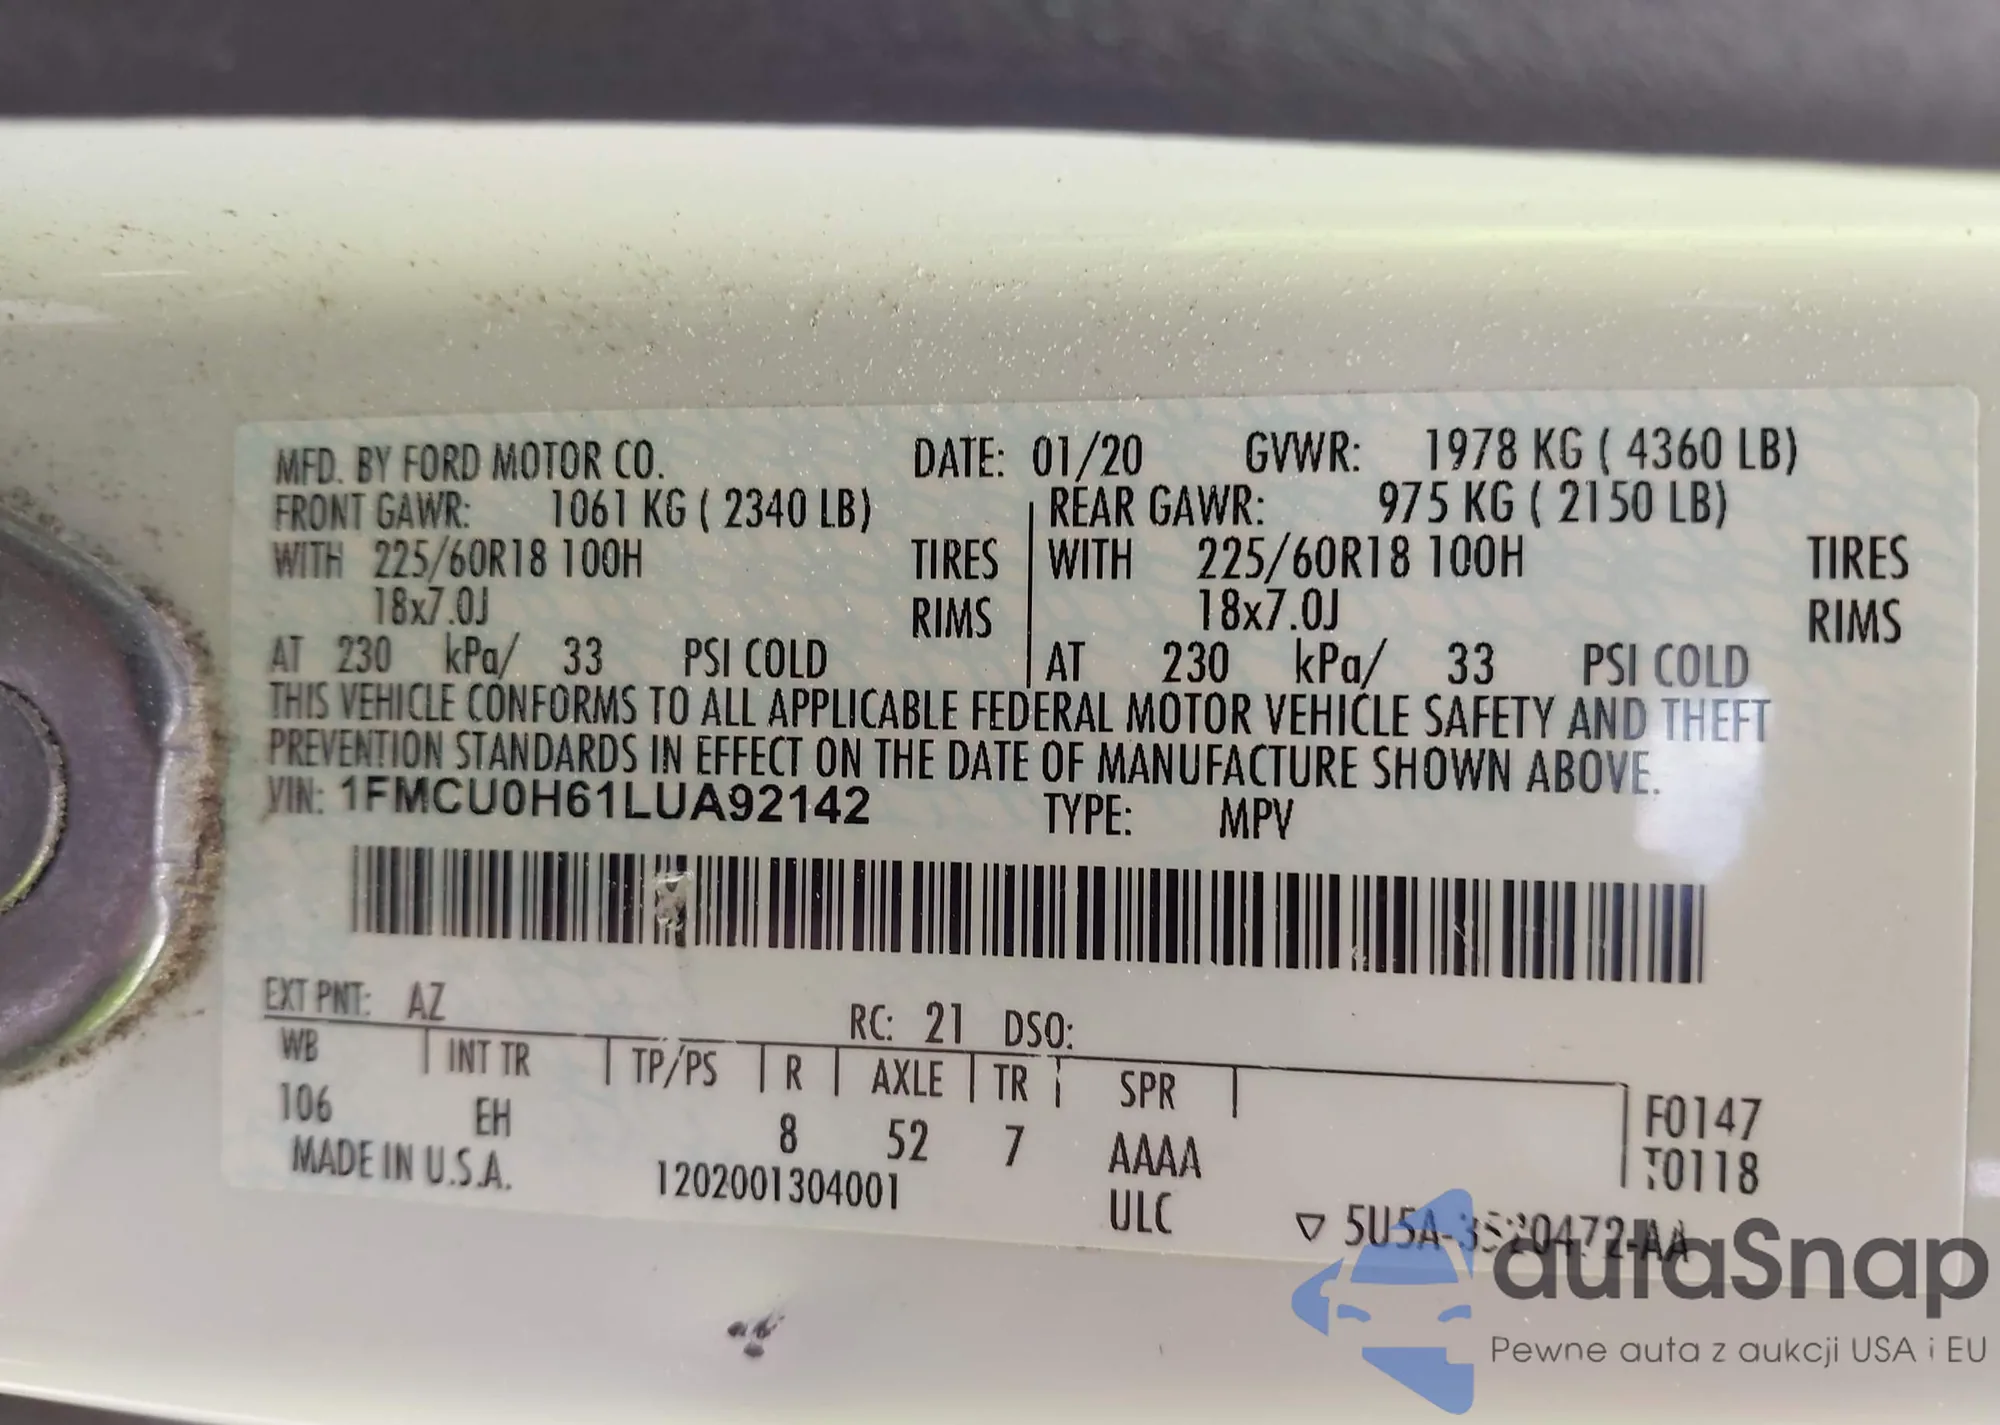 MFD. BY FORD MOTOR CO. DATE: 01/20 GVWR: 1978 KG ( 4360 LB)
FRONT GAWR: 1061 KG ( 2340 LB) REAR GAWR: 975 KG ( 2150 LB)
WITH 225/60R18 100H TIRES WITH 225/60R18 100H TIRES
18x7.0J RIMS 18x7.0J RIMS
AT 230 kPa/ 33 PSI COLD AT 230 kPa/ 33 PSI COLD
THIS VEHICLE CONFORMS TO ALL APPLICABLE FEDERAL MOTOR VEHICLE SAFETY AND THEFT
PREVENTION STANDARDS IN EFFECT ON THE DATE OF MANUFACTURE SHOWN ABOVE.
VIN: 1FMCU0H61LUA92142 TYPE: MPV
EXT PNT: AZ RC: 21 DSO:
WB INT TR TP/PS R AXLE TR SPR
106 EH 8 52 7 AAAA F0147
T0118
MADE IN U.S.A. 1202001304001 ULC
▽ 5U5A-3520472-AA
autaSnap
Pewne auta z aukcji USA i EU